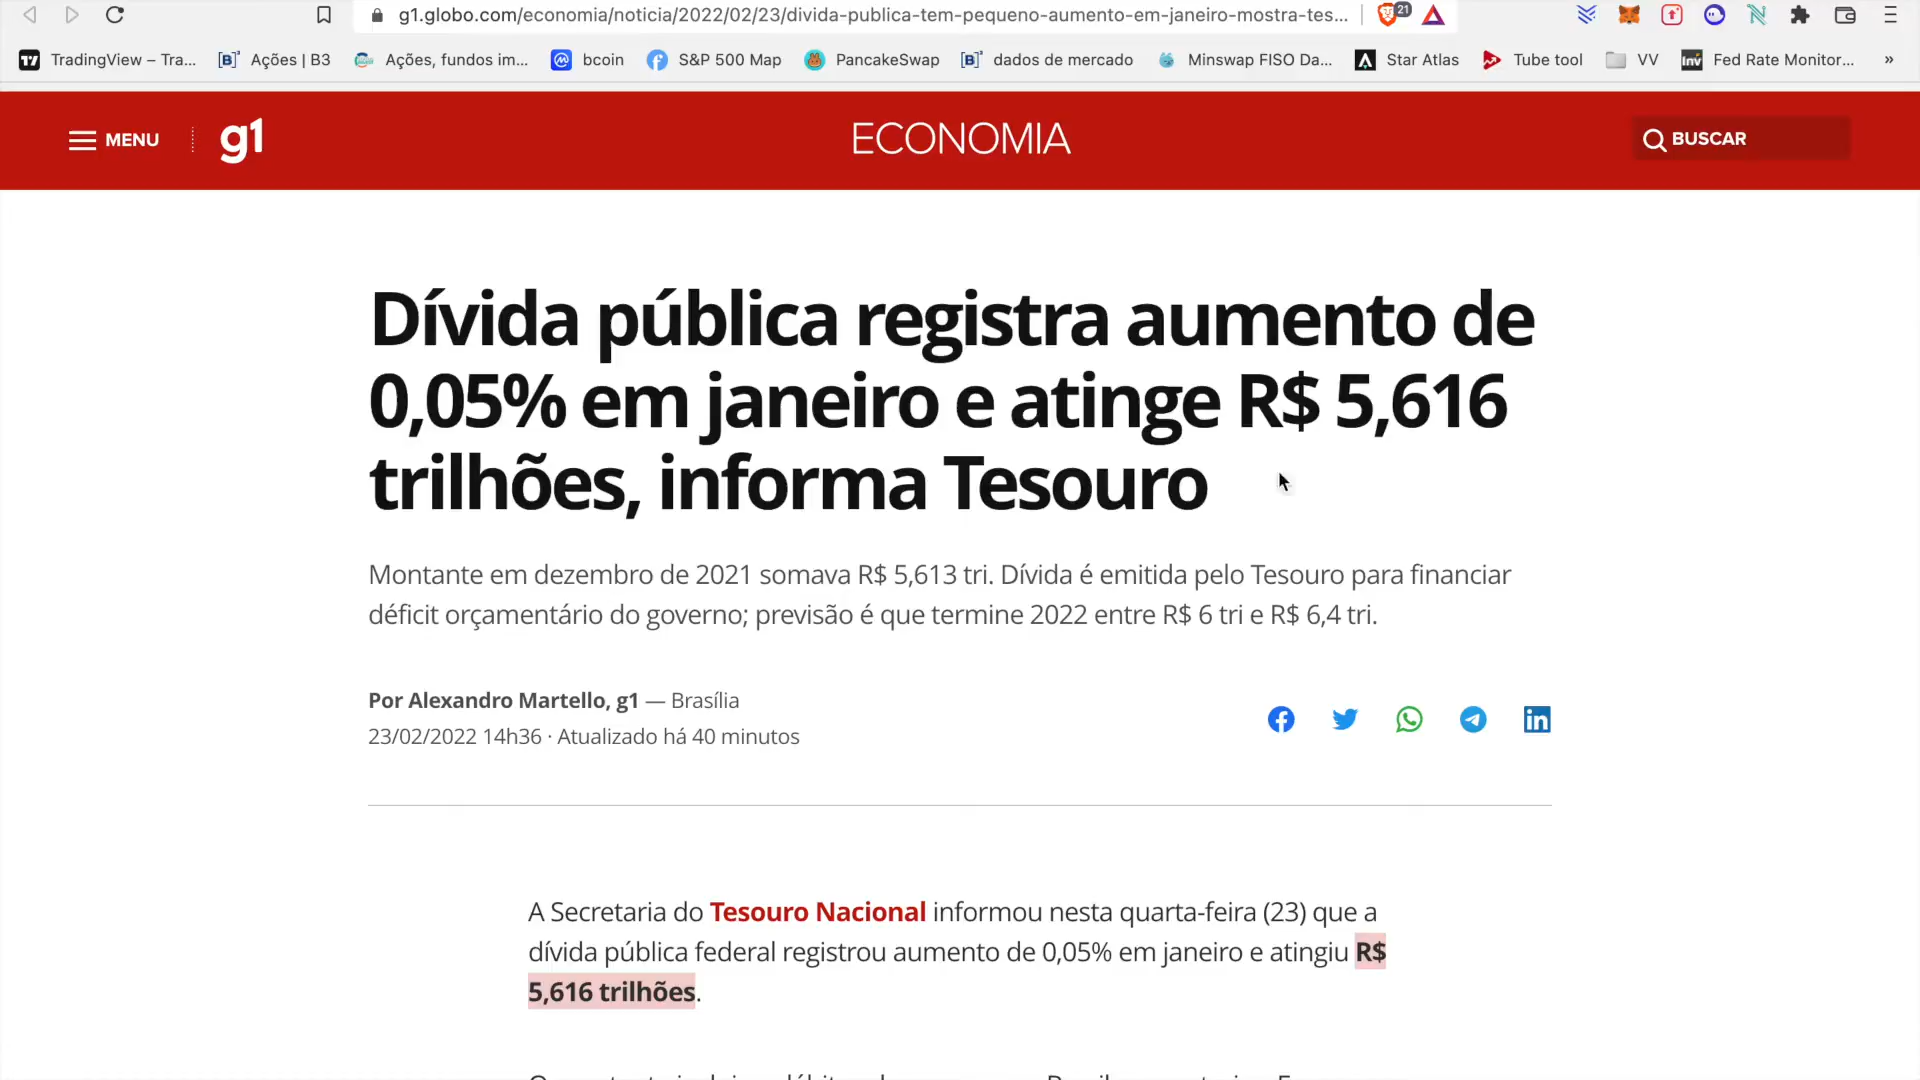 g1.globo.com/economia/noticia/2022/02/23/divida-publica-tem-pequeno-aumento-em-janeiro-mostra-tes... 21
TradingView – Tra... [B]³ Ações | B3 Ações, fundos im... bcoin S&P 500 Map PancakeSwap [B]³ dados de mercado Minswap FISO Da... Star Atlas Tube tool VV Inv Fed Rate Monitor... »
MENU g1 ECONOMIA BUSCAR
Dívida pública registra aumento de
0,05% em janeiro e atinge R$ 5,616
trilhões, informa Tesouro
Montante em dezembro de 2021 somava R$ 5,613 tri. Dívida é emitida pelo Tesouro para financiar
déficit orçamentário do governo; previsão é que termine 2022 entre R$ 6 tri e R$ 6,4 tri.
Por Alexandro Martello, g1 — Brasília
23/02/2022 14h36 · Atualizado há 40 minutos
A Secretaria do Tesouro Nacional informou nesta quarta-feira (23) que a
dívida pública federal registrou aumento de 0,05% em janeiro e atingiu R$
5,616 trilhões.